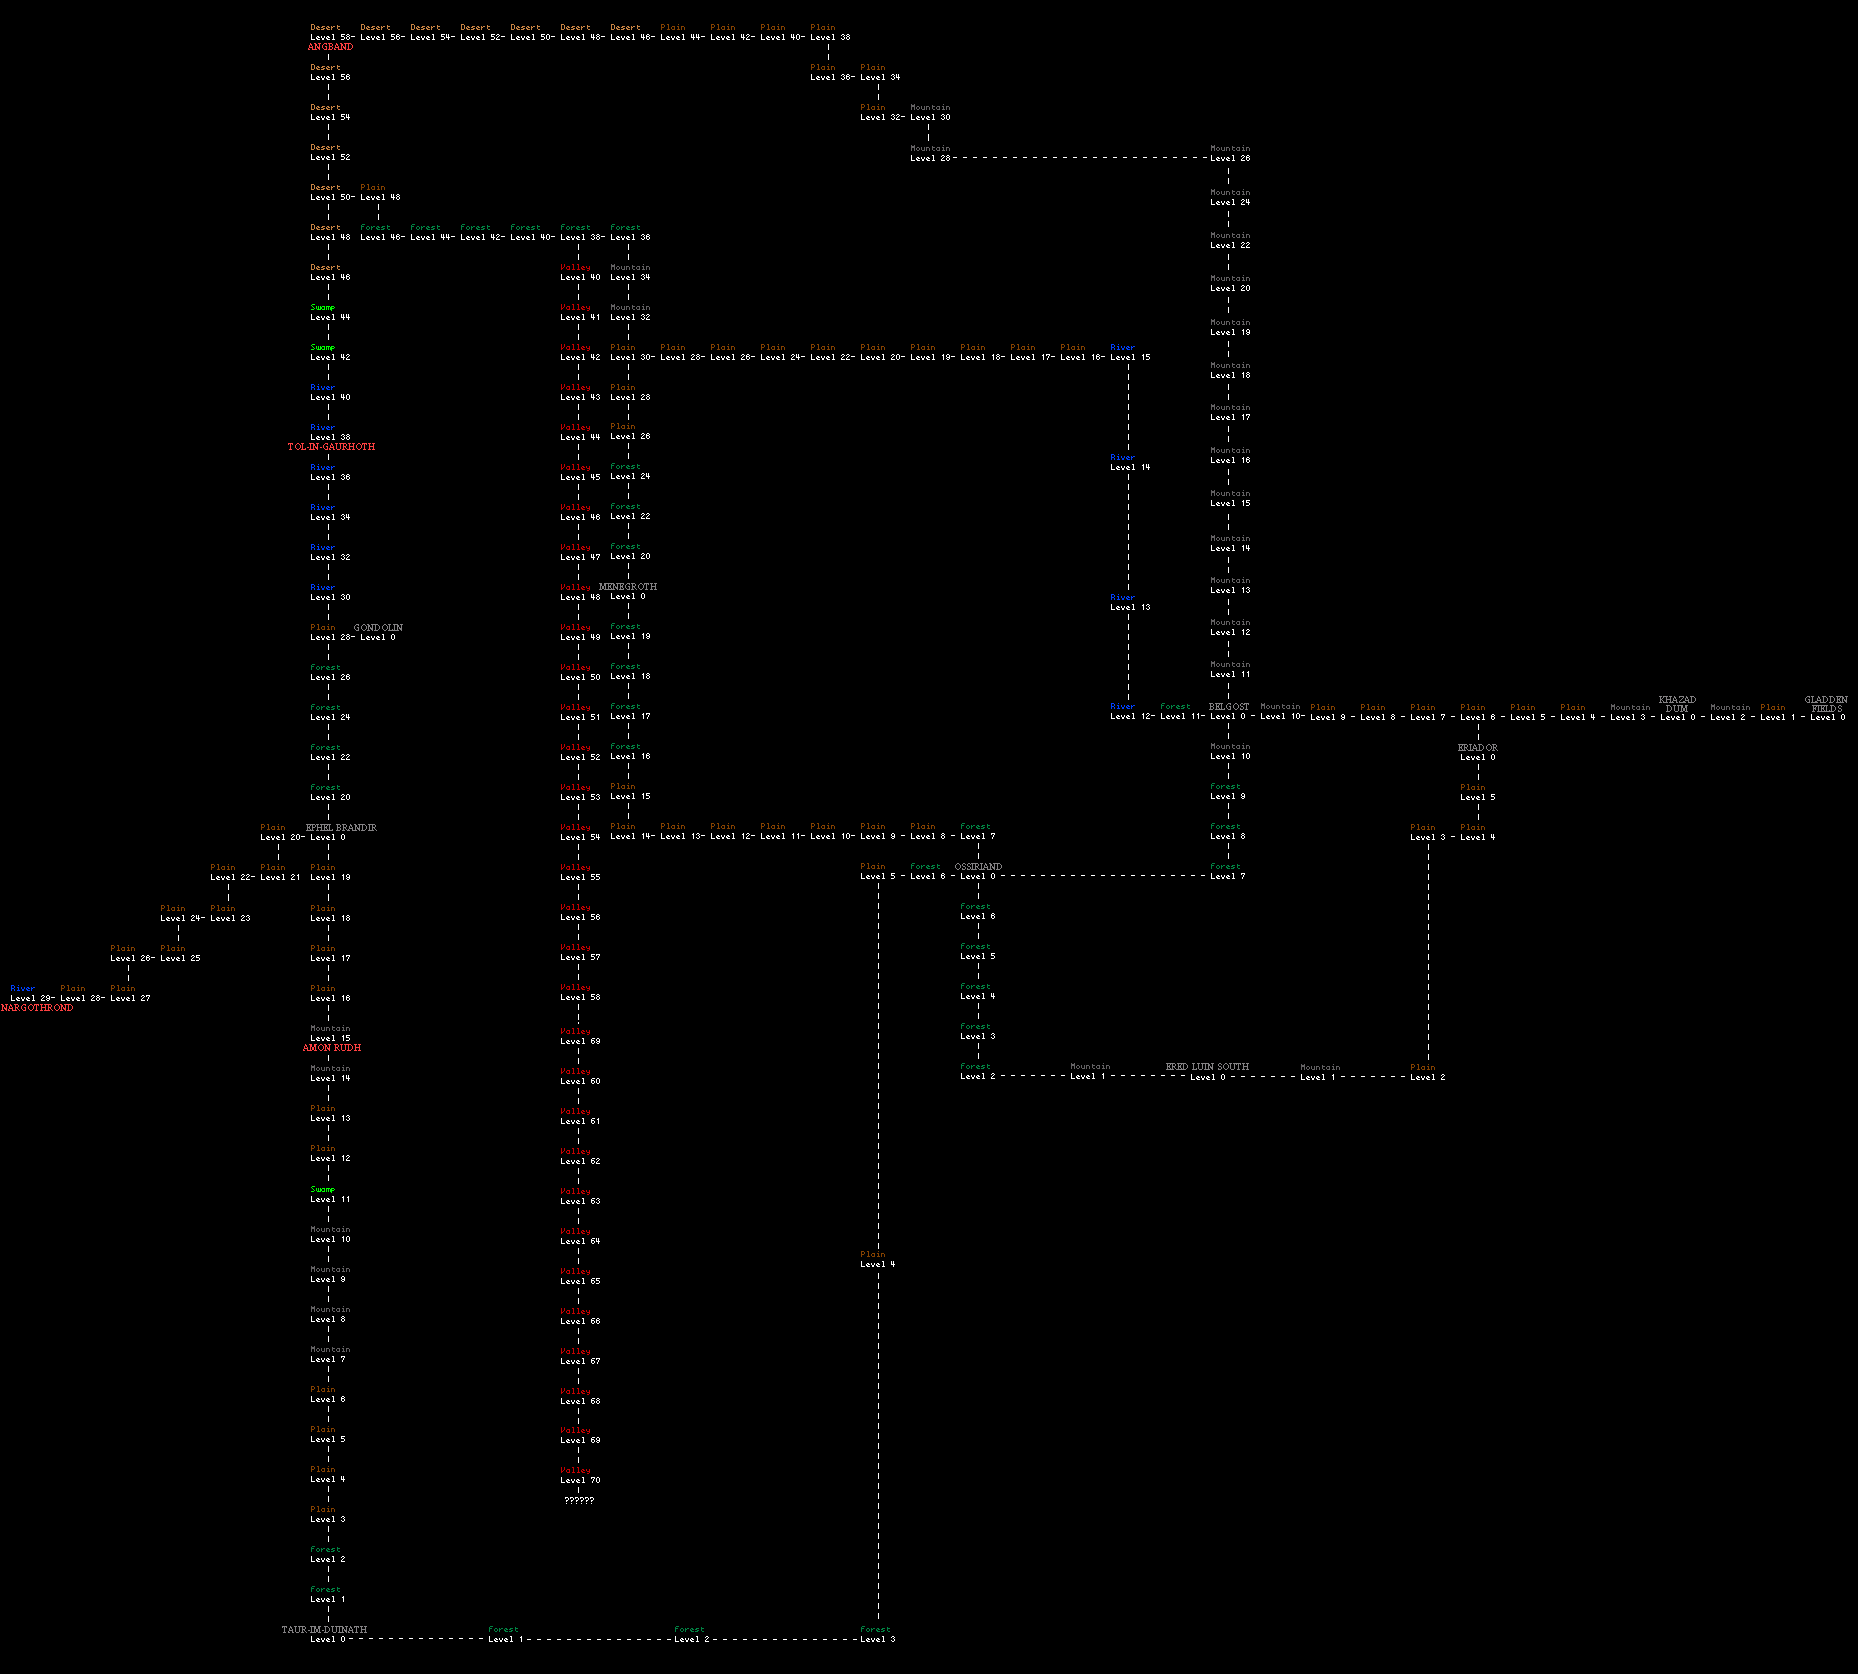 Desert Desert Desert Desert Desert Desert Desert Plain Plain Plain Plain
Level 58- Level 56- Level 54- Level 52- Level 50- Level 48- Level 46- Level 44- Level 42- Level 40- Level 38
ANGBAND
Desert Plain Plain
Level 56 Level 36- Level 34
Desert Plain Mountain
Level 54 Level 32- Level 30
Desert Mountain Mountain
Level 52 Level 28 Level 26
Desert Plain Mountain
Level 50- Level 48 Level 24
Desert Forest Forest Forest Forest Forest Forest Mountain
Level 48 Level 46- Level 44- Level 42- Level 40- Level 38- Level 36 Level 22
Desert Valley Mountain Mountain
Level 46 Level 40 Level 34 Level 20
Swamp Valley Mountain Mountain
Level 44 Level 41 Level 32 Level 19
Swamp Valley Plain Plain Plain Plain Plain Plain Plain Plain Plain Plain River Mountain
Level 42 Level 42 Level 30- Level 28- Level 26- Level 24- Level 22- Level 20- Level 19- Level 18- Level 17- Level 16- Level 15 Level 18
River Valley Plain Mountain
Level 40 Level 43 Level 28 Level 17
River Valley Plain Mountain
Level 38 Level 44 Level 26 Level 16
TOL-IN-GAURHOTH
River Valley Forest River Mountain
Level 36 Level 45 Level 24 Level 14 Level 15
River Valley Forest Mountain
Level 34 Level 46 Level 22 Level 14
River Valley Forest Mountain
Level 32 Level 47 Level 20 Level 13
River Valley MENEGROTH River Mountain
Level 30 Level 48 Level 0 Level 13 Level 12
Plain GONDOLIN Valley Forest
Level 28- Level 0 Level 49 Level 19
Forest Valley Forest Mountain
Level 26 Level 50 Level 18 Level 11
KHAZAD GLADDEN
Forest Valley Forest River Forest BELGOST Mountain Plain Plain Plain Plain Plain Plain Mountain DUM Mountain Plain FIELDS
Level 24 Level 51 Level 17 Level 12- Level 11- Level 0 - Level 10- Level 9 - Level 8 - Level 7 - Level 6 - Level 5 - Level 4 - Level 3 - Level 0 - Level 2 - Level 1 - Level 0
Forest Valley Forest Mountain ERIADOR
Level 22 Level 52 Level 16 Level 10 Level 0
Forest Valley Plain Forest Plain
Level 20 Level 53 Level 15 Level 9 Level 5
Plain EPHEL BRANDIR Valley Plain Plain Plain Plain Plain Plain Plain Forest Forest Plain Plain
Level 20- Level 0 Level 54 Level 14- Level 13- Level 12- Level 11- Level 10- Level 9 - Level 8 - Level 7 Level 8 Level 3 - Level 4
Plain Plain Plain Valley Plain Forest OSSIRIAND Forest
Level 22- Level 21 Level 19 Level 55 Level 5 - Level 6 - Level 0 Level 7
Plain Plain Plain Valley Forest
Level 24- Level 23 Level 18 Level 56 Level 6
Plain Plain Plain Valley Forest
Level 26- Level 25 Level 17 Level 57 Level 5
River Plain Plain Plain Valley Forest
Level 29- Level 28- Level 27 Level 16 Level 58 Level 4
NARGOTHROND
Mountain Valley Forest
Level 15 Level 69 Level 3
AMON RUDH
Mountain Valley Forest Mountain ERED LUIN SOUTH Mountain Plain
Level 14 Level 60 Level 2 Level 1 Level 0 Level 1 Level 2
Plain Valley
Level 13 Level 61
Plain Valley
Level 12 Level 62
Swamp Valley
Level 11 Level 63
Mountain Valley Plain
Level 10 Level 64 Level 4
Mountain Valley
Level 9 Level 65
Mountain Valley
Level 8 Level 66
Mountain Valley
Level 7 Level 67
Plain Valley
Level 6 Level 68
Plain Valley
Level 5 Level 69
Plain Valley
Level 4 Level 70
??????
Plain
Level 3
Forest
Level 2
Forest
Level 1
TAUR-IM-DUINATH Forest Forest Forest
Level 0 Level 1 Level 2 Level 3